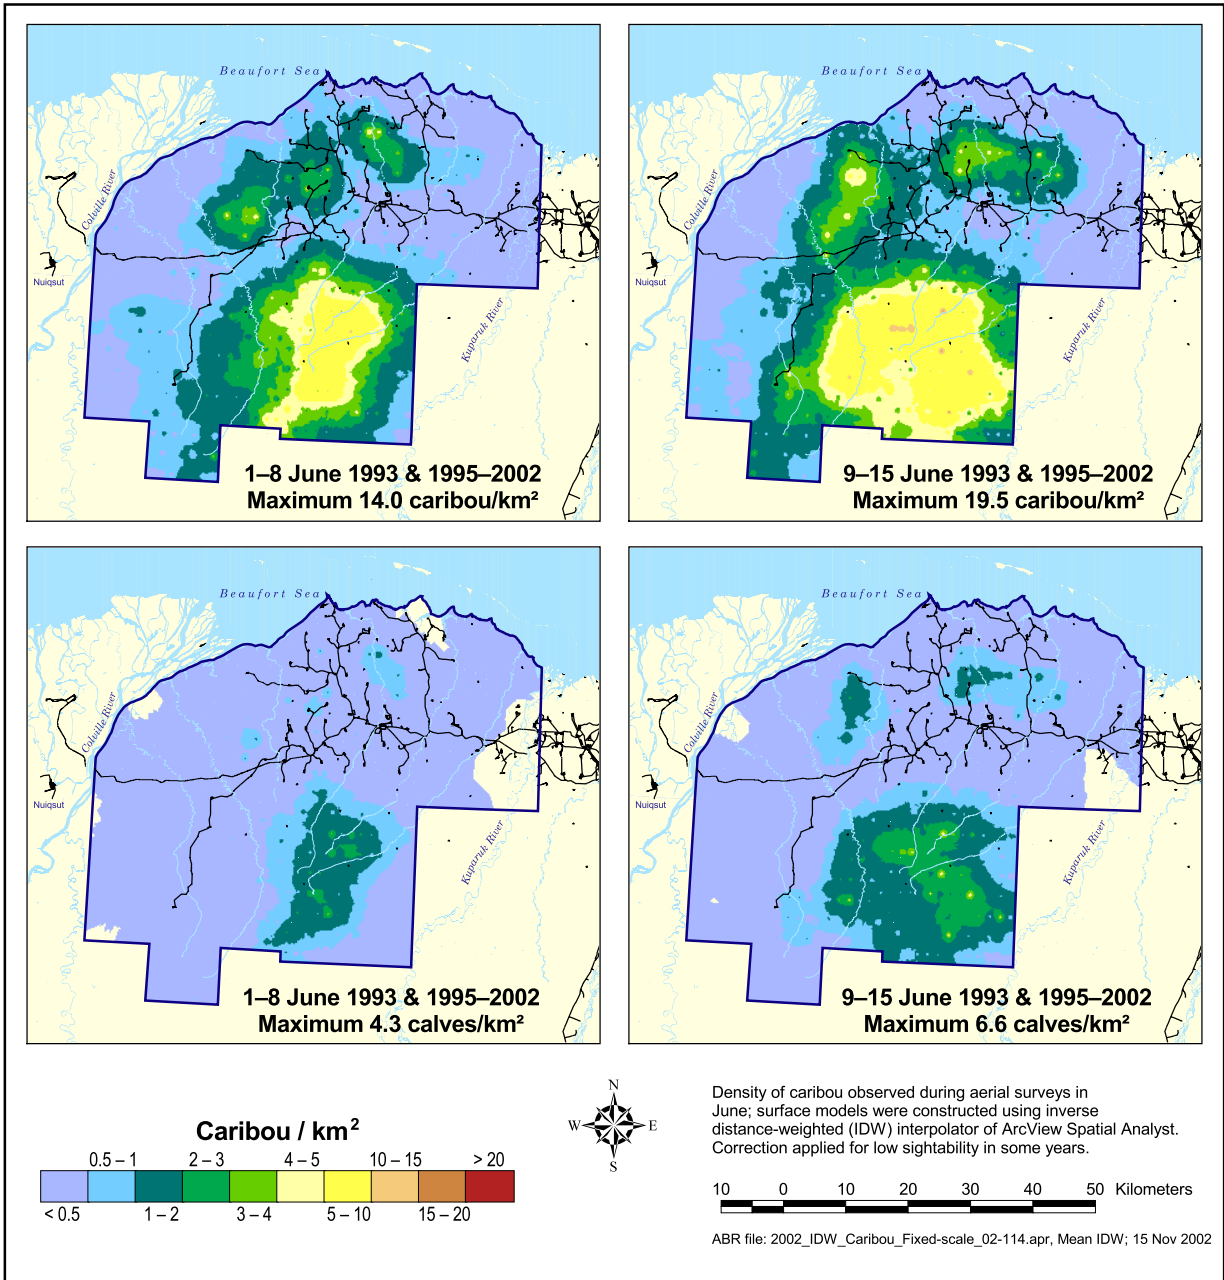 Beaufort Sea
Colville River
Nuiqsut
Kuparuk River
1–8 June 1993 & 1995–2002
Maximum 14.0 caribou/km²
Beaufort Sea
Colville River
Nuiqsut
Kuparuk River
9–15 June 1993 & 1995–2002
Maximum 19.5 caribou/km²
Beaufort Sea
Colville River
Nuiqsut
Kuparuk River
1–8 June 1993 & 1995–2002
Maximum 4.3 calves/km²
Beaufort Sea
Colville River
Nuiqsut
Kuparuk River
9–15 June 1993 & 1995–2002
Maximum 6.6 calves/km²
Caribou / km²
0.5 – 1 2 – 3 4 – 5 10 – 15 > 20
< 0.5 1 – 2 3 – 4 5 – 10 15 – 20
N
W E
S
Density of caribou observed during aerial surveys in
June; surface models were constructed using inverse
distance-weighted (IDW) interpolator of ArcView Spatial Analyst.
Correction applied for low sightability in some years.
10 0 10 20 30 40 50 Kilometers
ABR file: 2002_IDW_Caribou_Fixed-scale_02-114.apr, Mean IDW; 15 Nov 2002